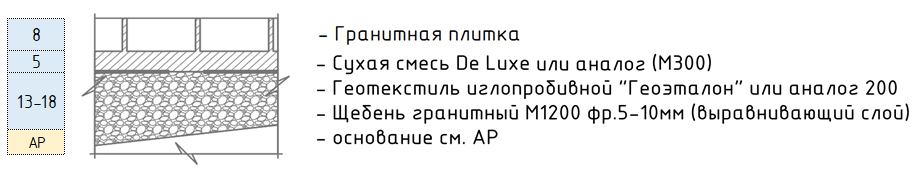 8
5
13-18
АР
- Гранитная плитка
- Сухая смесь De Luxe или аналог (М300)
- Геотекстиль иглопробивной "Геоэталон" или аналог 200
- Щебень гранитный М1200 фр.5-10мм (выравнивающий слой)
- основание см. АР